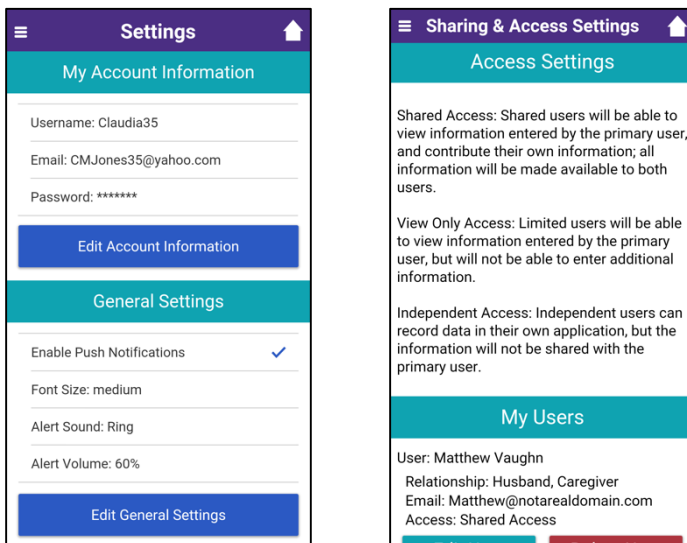 Settings
My Account Information
Username: Claudia35
Email: CMJones35@yahoo.com
Password: *******
Edit Account Information
General Settings
Enable Push Notifications
Font Size: medium
Alert Sound: Ring
Alert Volume: 60%
Edit General Settings
Sharing & Access Settings
Access Settings
Shared Access: Shared users will be able to
view information entered by the primary user,
and contribute their own information; all
information will be made available to both
users.
View Only Access: Limited users will be able
to view information entered by the primary
user, but will not be able to enter additional
information.
Independent Access: Independent users can
record data in their own application, but the
information will not be shared with the
primary user.
My Users
User: Matthew Vaughn
Relationship: Husband, Caregiver
Email: Matthew@notarealdomain.com
Access: Shared Access